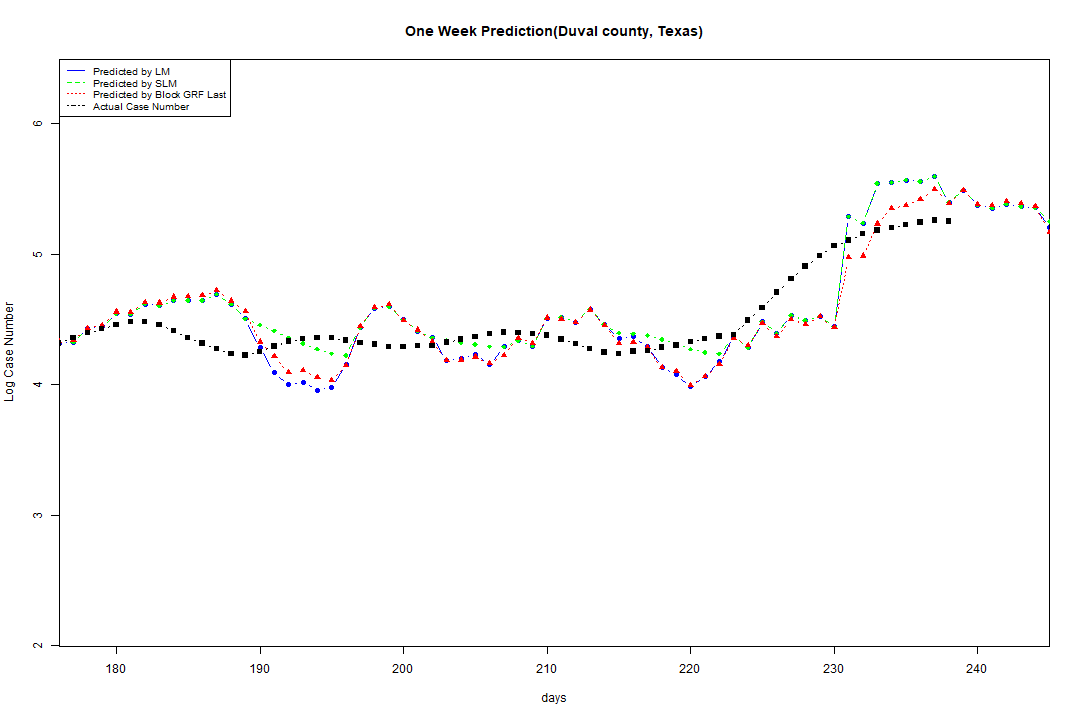 One Week Prediction(Duval county, Texas)
Predicted by LM
Predicted by SLM
Predicted by Block GRF Last
Actual Case Number
6
5
4
3
2
Log Case Number
180 190 200 210 220 230 240
days